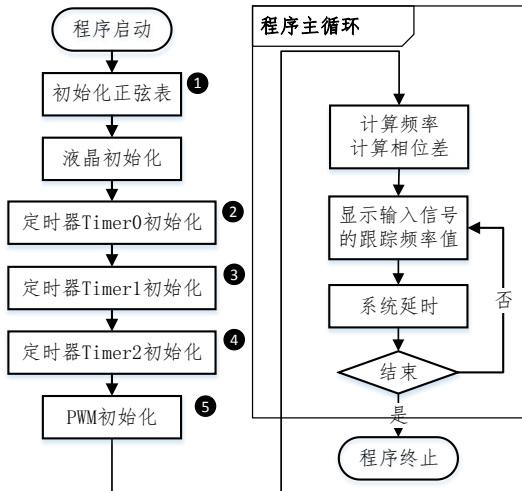 程序启动
❶
初始化正弦表
液晶初始化
❷
定时器Timer0初始化
❸
定时器Timer1初始化
❹
定时器Timer2初始化
❺
PWM初始化
程序主循环
计算频率
计算相位差
显示输入信号
的跟踪频率值
系统延时
否
结束
是
程序终止